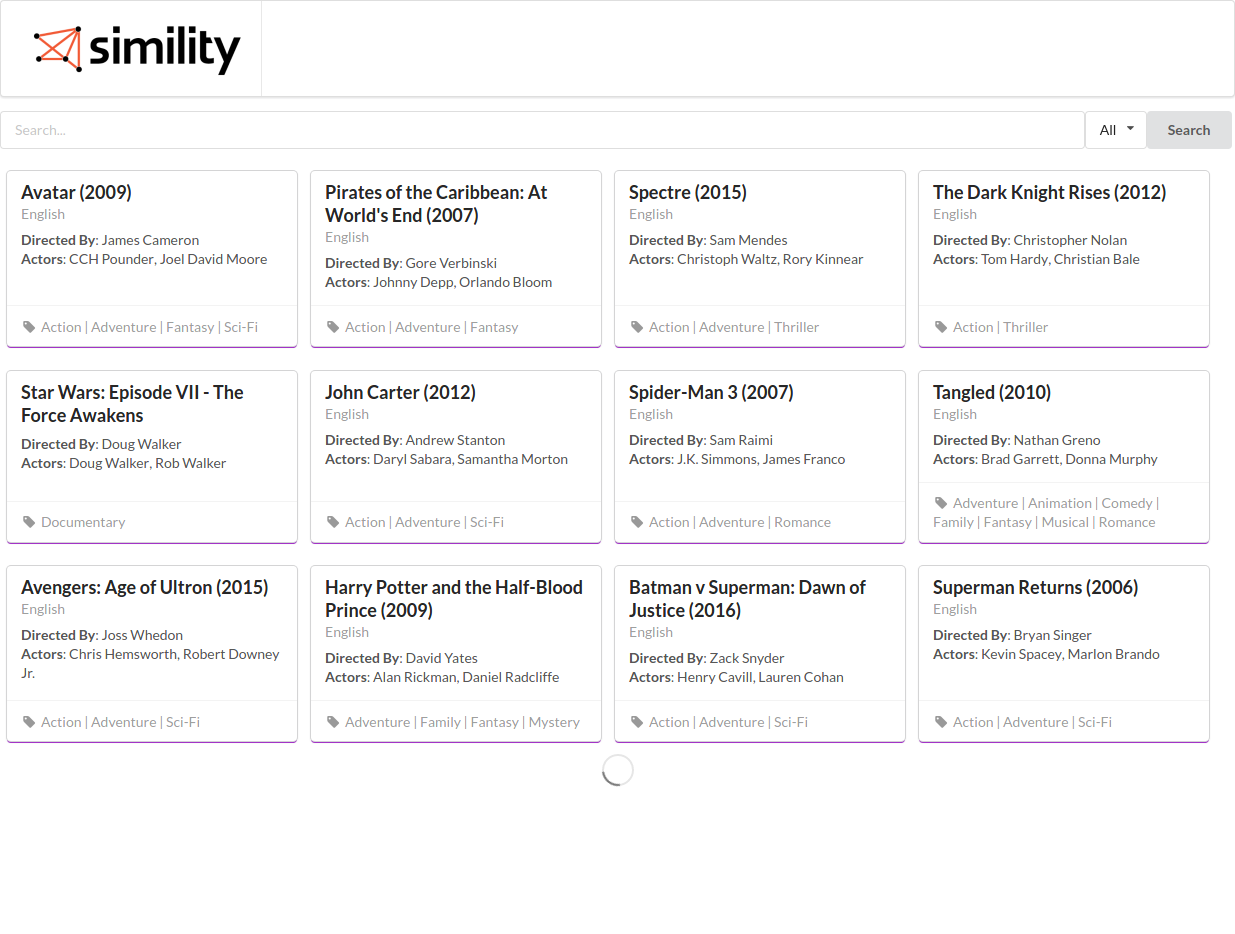 simility
Search...
All
Search
Avatar (2009)
English
Directed By: James Cameron
Actors: CCH Pounder, Joel David Moore
Action | Adventure | Fantasy | Sci-Fi
Pirates of the Caribbean: At
World's End (2007)
English
Directed By: Gore Verbinski
Actors: Johnny Depp, Orlando Bloom
Action | Adventure | Fantasy
Spectre (2015)
English
Directed By: Sam Mendes
Actors: Christoph Waltz, Rory Kinnear
Action | Adventure | Thriller
The Dark Knight Rises (2012)
English
Directed By: Christopher Nolan
Actors: Tom Hardy, Christian Bale
Action | Thriller
Star Wars: Episode VII - The
Force Awakens
Directed By: Doug Walker
Actors: Doug Walker, Rob Walker
Documentary
John Carter (2012)
English
Directed By: Andrew Stanton
Actors: Daryl Sabara, Samantha Morton
Action | Adventure | Sci-Fi
Spider-Man 3 (2007)
English
Directed By: Sam Raimi
Actors: J.K. Simmons, James Franco
Action | Adventure | Romance
Tangled (2010)
English
Directed By: Nathan Greno
Actors: Brad Garrett, Donna Murphy
Adventure | Animation | Comedy |
Family | Fantasy | Musical | Romance
Avengers: Age of Ultron (2015)
English
Directed By: Joss Whedon
Actors: Chris Hemsworth, Robert Downey
Jr.
Action | Adventure | Sci-Fi
Harry Potter and the Half-Blood
Prince (2009)
English
Directed By: David Yates
Actors: Alan Rickman, Daniel Radcliffe
Adventure | Family | Fantasy | Mystery
Batman v Superman: Dawn of
Justice (2016)
English
Directed By: Zack Snyder
Actors: Henry Cavill, Lauren Cohan
Action | Adventure | Sci-Fi
Superman Returns (2006)
English
Directed By: Bryan Singer
Actors: Kevin Spacey, Marlon Brando
Action | Adventure | Sci-Fi